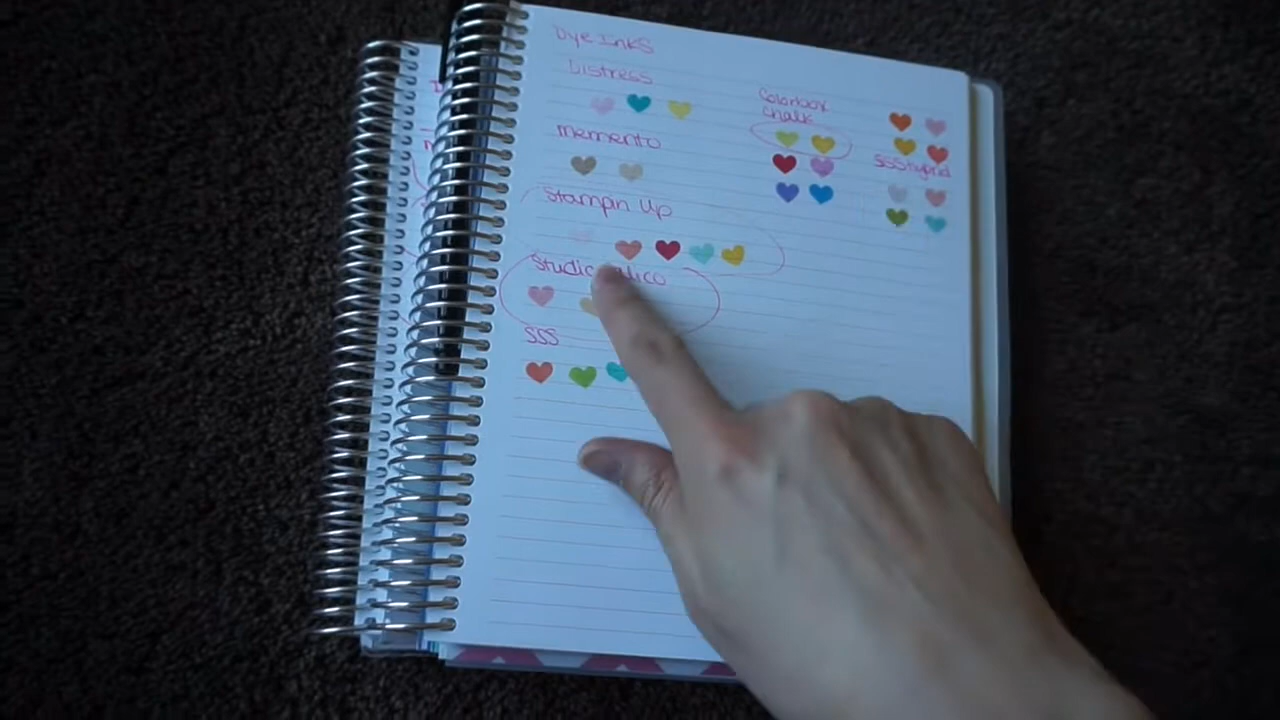 Dye Inks
Distress
memento
Stampin Up
SSS
Colorbox
Chalk
SSS hybrid